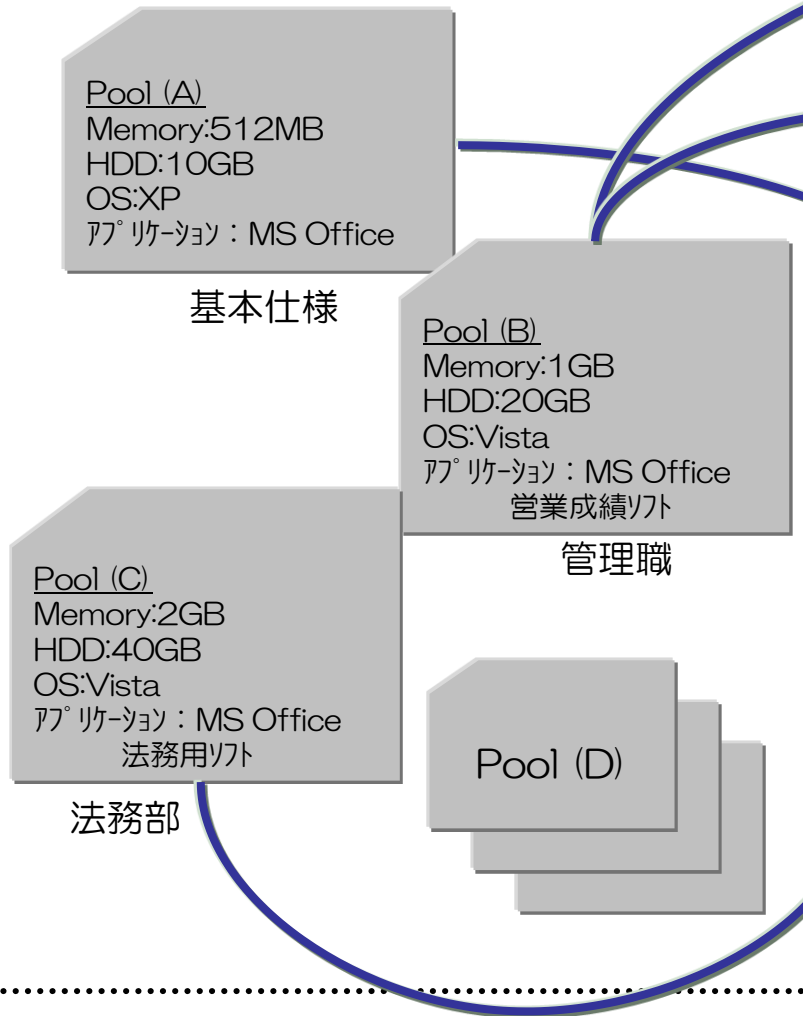 Pool (A)
Memory:512MB
HDD:10GB
OS:XP
ｱﾌﾟﾘｹｰｼｮﾝ：MS Office
基本仕様
Pool (B)
Memory:1GB
HDD:20GB
OS:Vista
ｱﾌﾟﾘｹｰｼｮﾝ：MS Office
営業成績ｿﾌﾄ
管理職
Pool (C)
Memory:2GB
HDD:40GB
OS:Vista
ｱﾌﾟﾘｹｰｼｮﾝ：MS Office
法務用ｿﾌﾄ
法務部
Pool (D)